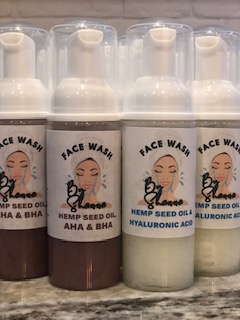 FACE WASH
By
Shanna
HEMP SEED OIL,
AHA & BHA
FACE WASH
By
Shanna
HEMP SEED OIL,
AHA & BHA
FACE WASH
By
Shanna
HEMP SEED OIL &
HYALURONIC ACID
FACE WASH
By
Shanna
HEMP SEED OIL
ALURONIC ACID